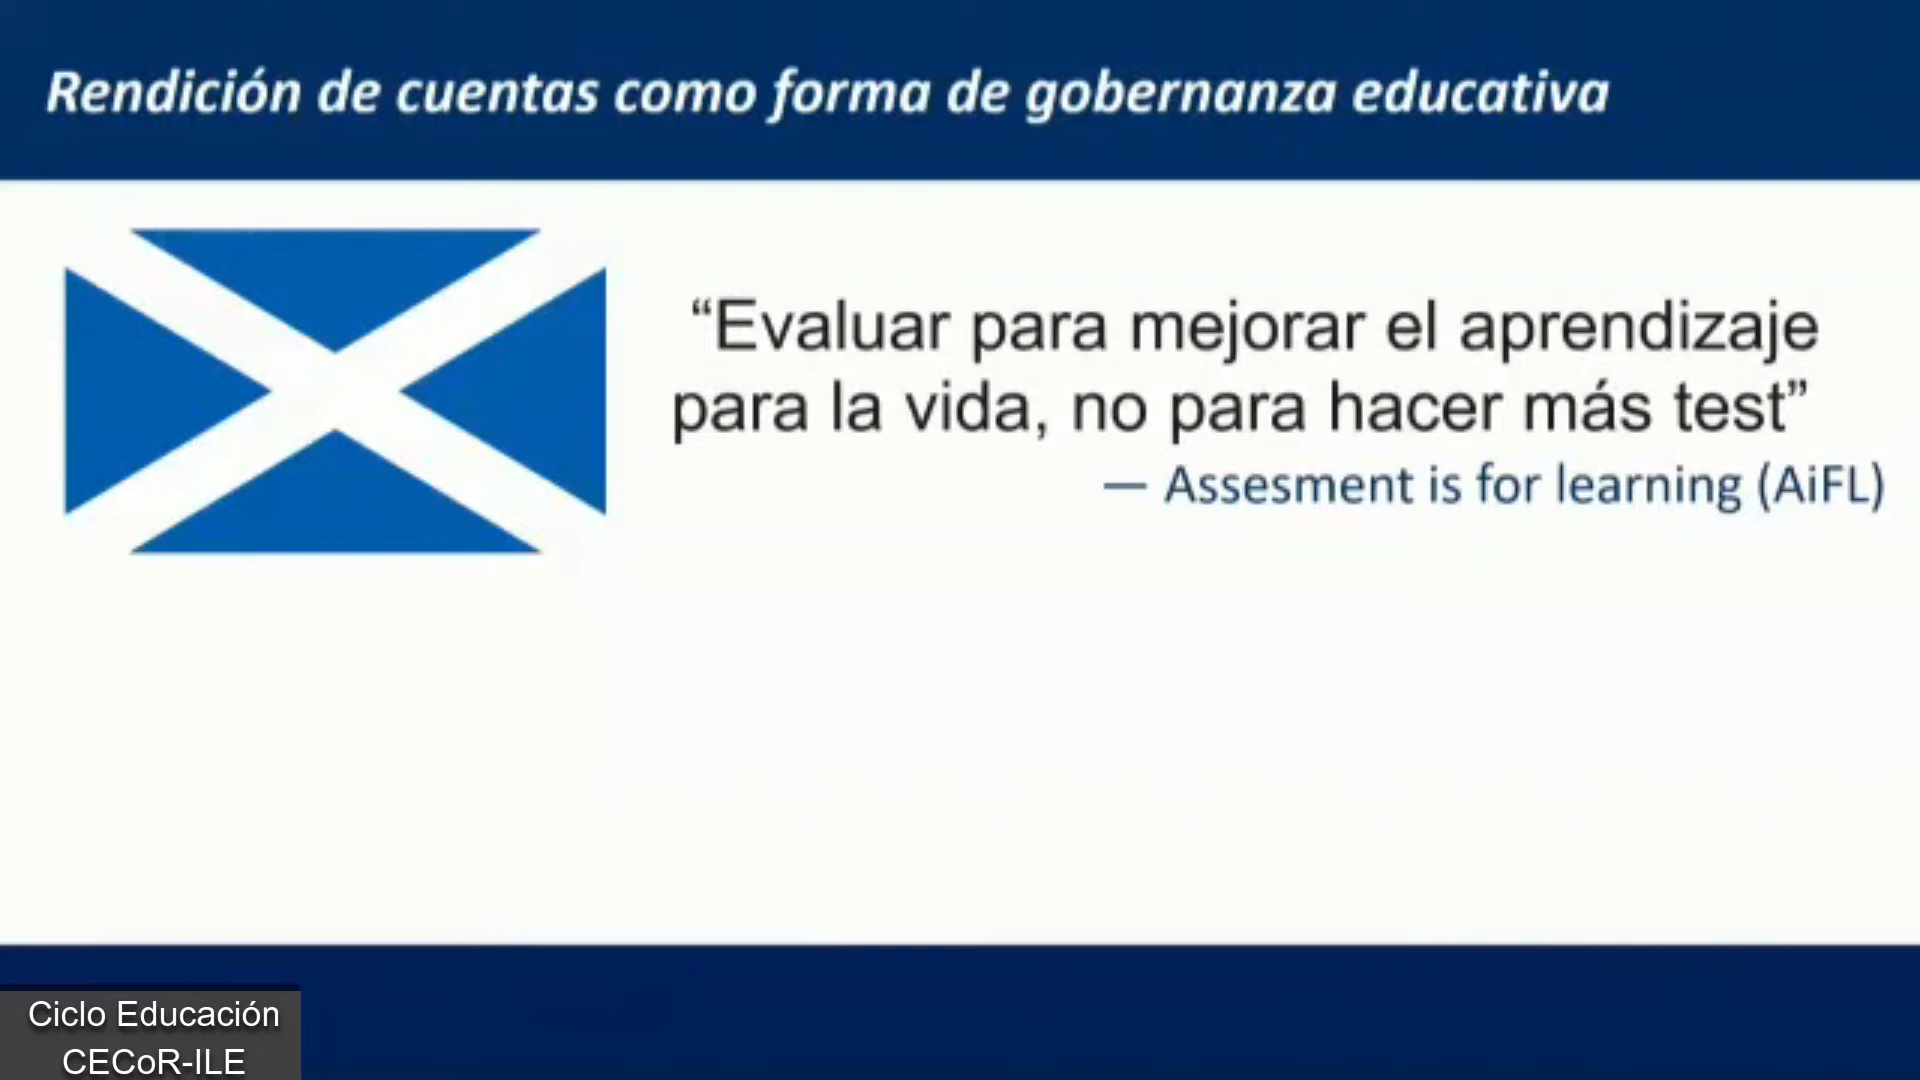 Rendición de cuentas como forma de gobernanza educativa
“Evaluar para mejorar el aprendizaje
para la vida, no para hacer más test”
— Assesment is for learning (AiFL)
Ciclo Educación
CECoR-ILE